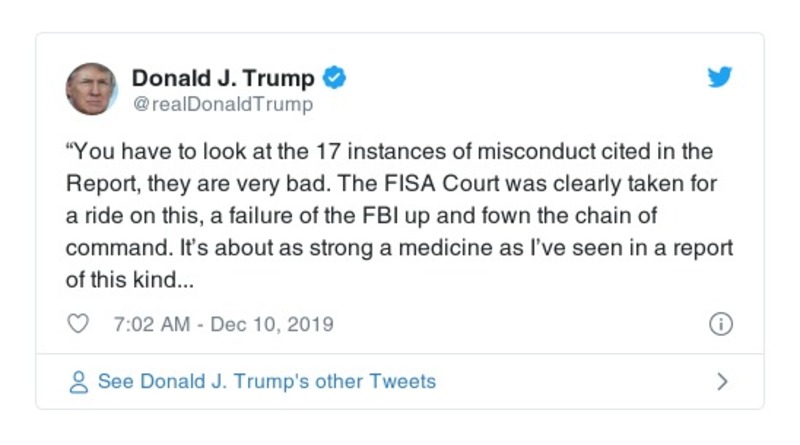 Donald J. Trump
@realDonaldTrump
“You have to look at the 17 instances of misconduct cited in the
Report, they are very bad. The FISA Court was clearly taken for
a ride on this, a failure of the FBI up and fown the chain of
command. It’s about as strong a medicine as I’ve seen in a report
of this kind...
7:02 AM - Dec 10, 2019
See Donald J. Trump's other Tweets